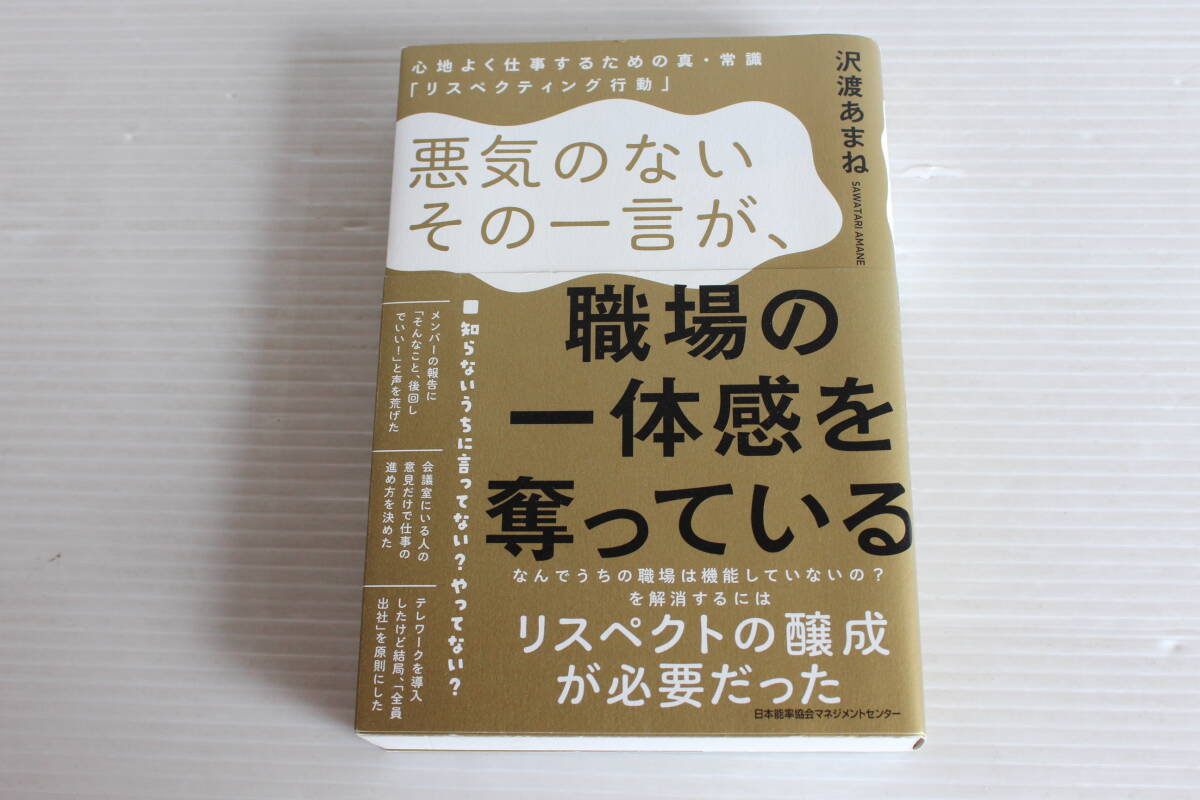 心地よく仕事するための真・常識
「リスペクティング行動」
沢渡あまね
SAWATARI AMANE
悪気のない
その一言が、
職場の
一体感を
奪っている
■知らないうちに言ってない？やってない？
メンバーの報告に
「そんなこと、後回し
でいい！」と声を荒げた
会議室にいる人の
意見だけで仕事の
進め方を決めた
テレワークを導入
したけど結局、「全員
出社」を原則にした
なんでうちの職場は機能していないの？
を解消するには
リスペクトの醸成
が必要だった
日本能率協会マネジメントセンター